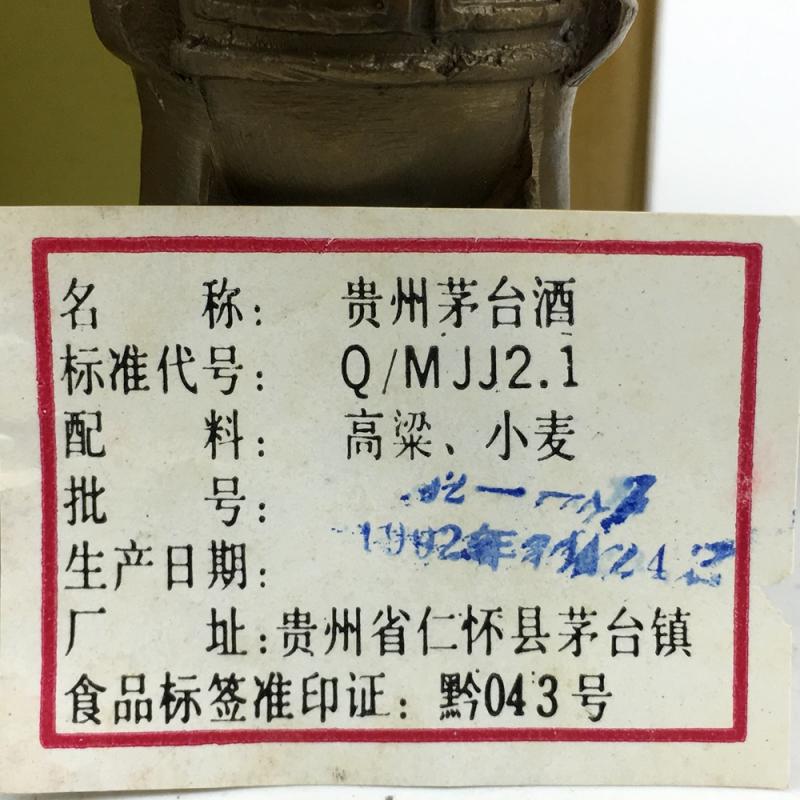 名 称: 贵州茅台酒
标准代号: Q/MJJ2.1
配 料: 高粱、小麦
批 号:
生产日期: 1992年 24
厂 址:贵州省仁怀县茅台镇
食品标签准印证: 黔043号